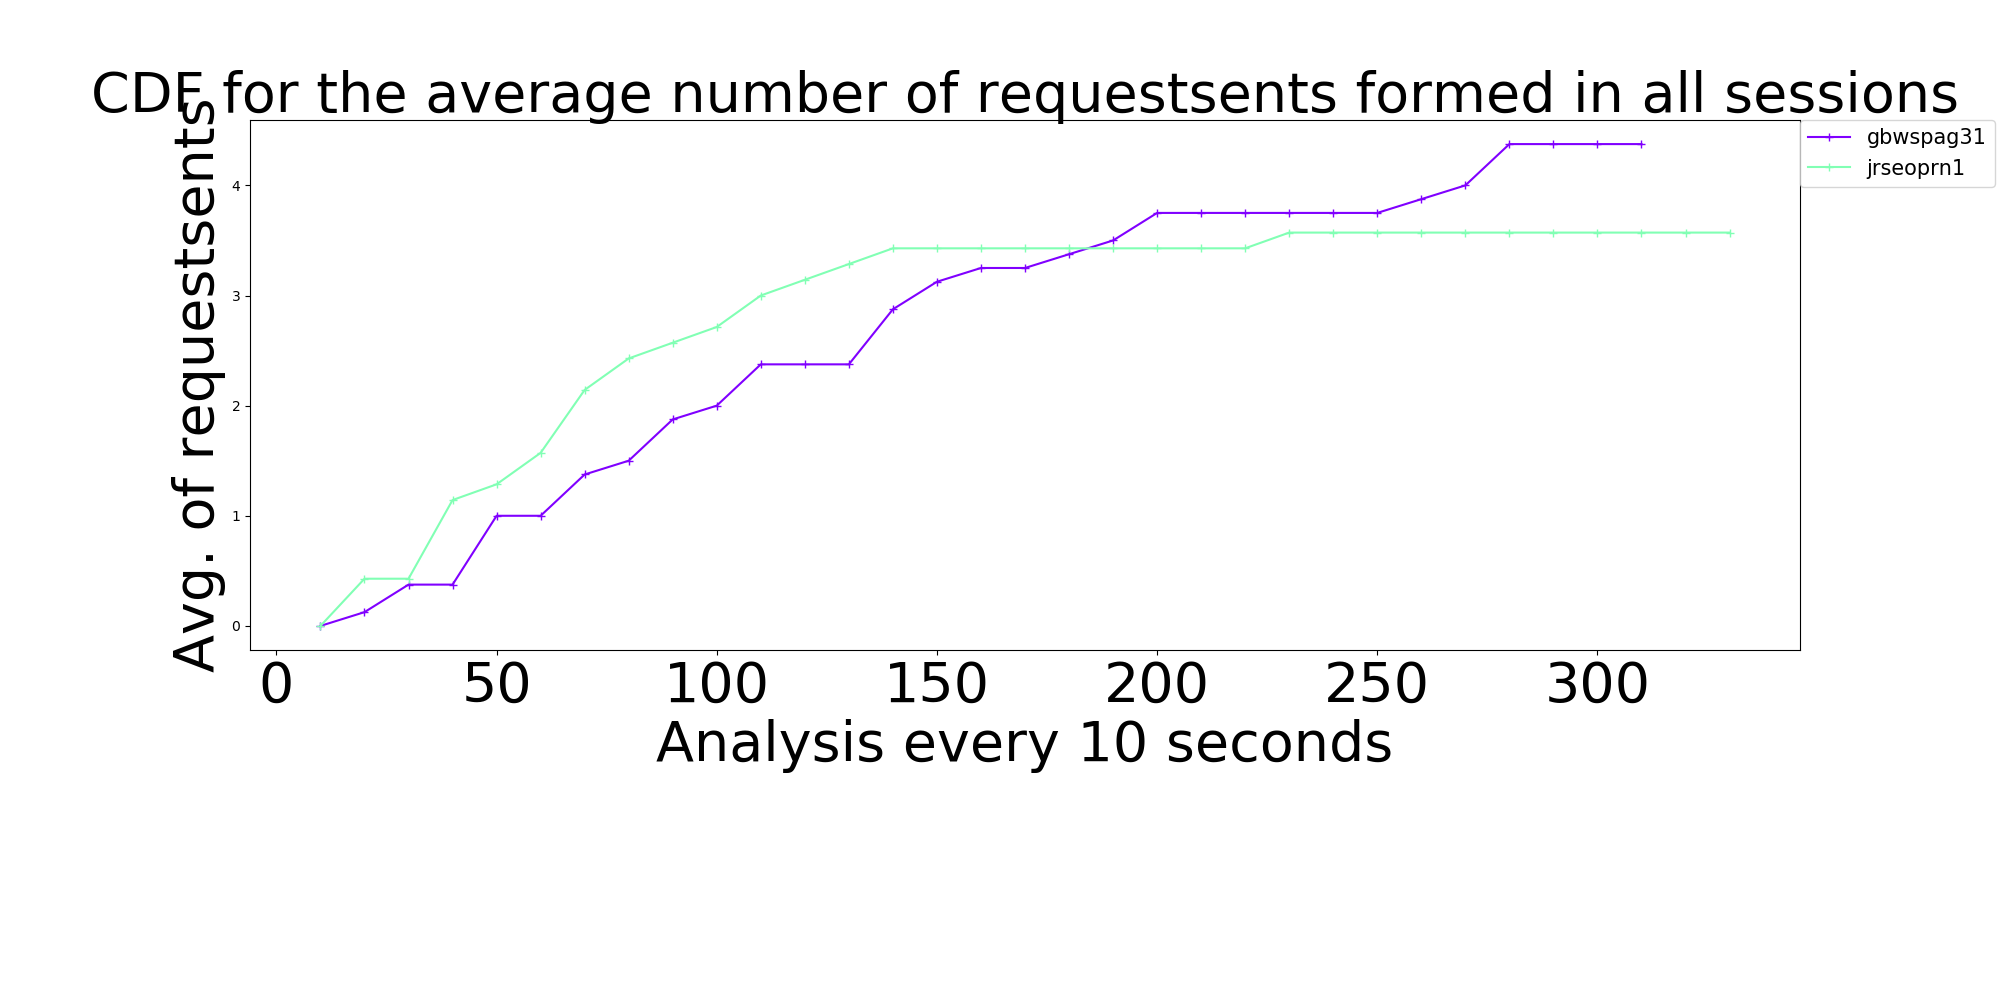 CDF for the average number of requestsents formed in all sessions
gbwspag31
jrseoprn1
Avg. of requestsents
4
3
2
1
0
0 50 100 150 200 250 300
Analysis every 10 seconds